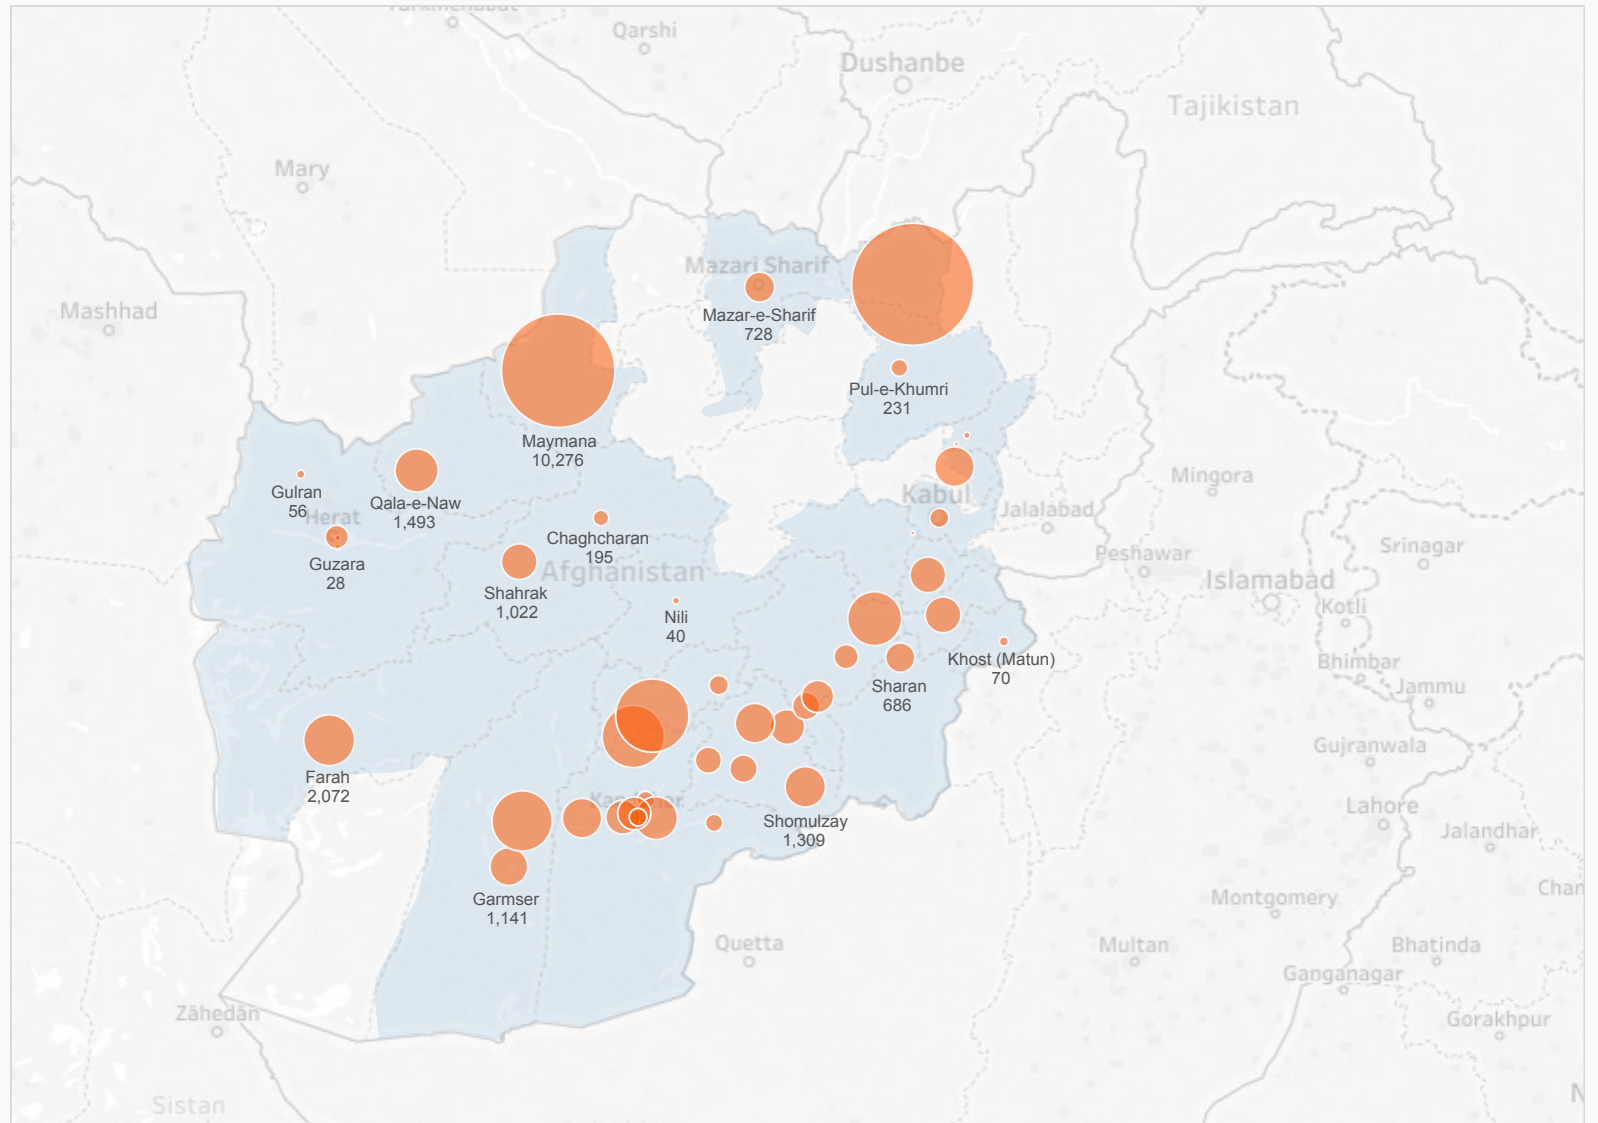 Turkmenabat
Qarshi
Dushanbe
Tajikistan
Mary
Mazari Sharif
Mashhad
Mazar-e-Sharif
728
Pul-e-Khumri
231
Maymana
10,276
Mingora
Gulran
56
Qala-e-Naw
1,493
Kabul
Jalalabad
Herat
Chaghcharan
195
Peshawar
Srinagar
Guzara
28
Afghanistan
Shahrak
1,022
Islamabad
Kotli
Nili
40
Khost (Matun)
70
Bhimbar
Sharan
686
Jammu
Gujranwala
Farah
2,072
Lahore
Shomulzay
1,309
Jalandhar
Garmser
1,141
Montgomery
Chan
Quetta
Multan
Bhatinda
Ganganagar
Zāhedān
Gorakhpur
Sistan
N